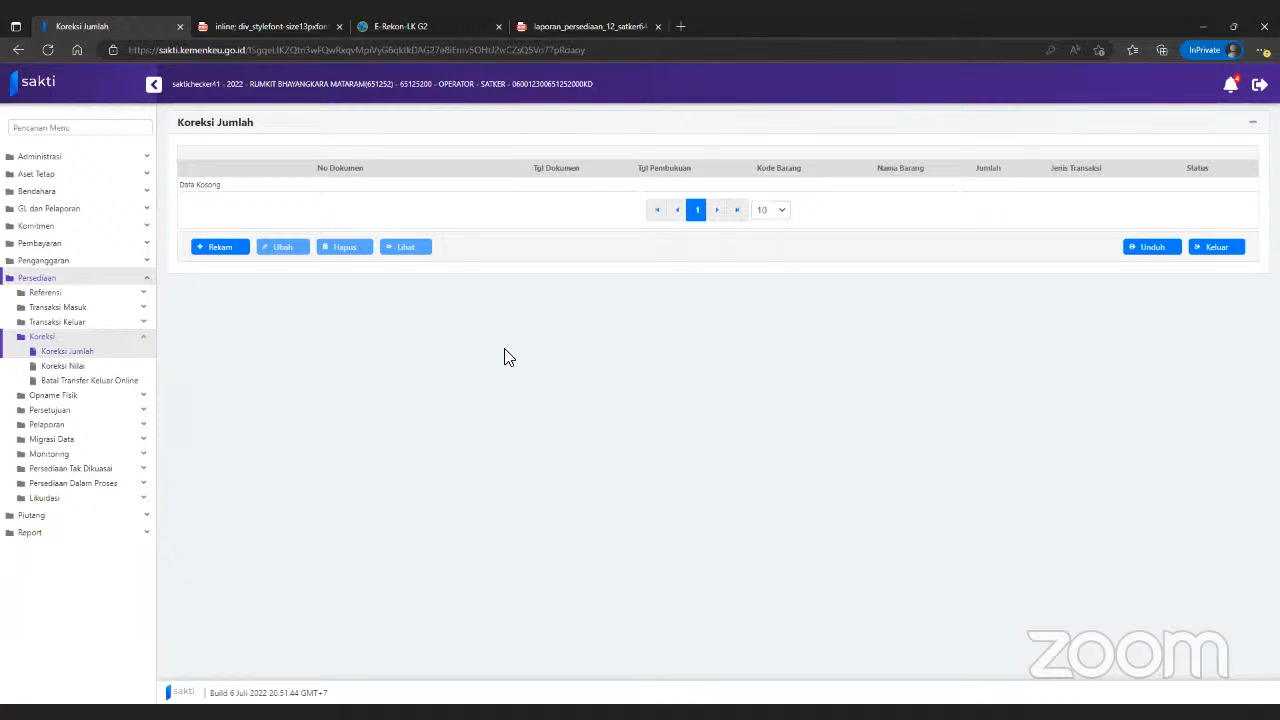 Koreksi Jumlah
inline; div_stylefont-size13pxfon
E-Rekon-LK G2
laporan_persediaan_12_satker64
InPrivate
sakti
saktichecker41 - 2022 - RUMKIT BHAYANGKARA MATARAM(651252) - 65125200 - OPERATOR - SATKER - 060012300651252000KD
4
Pencarian Menu
Administrasi
Aset Tetap
Bendahara
GL dan Pelaporan
Komitmen
Pembayaran
Penganggaran
Persediaan
Referensi
Transaksi Masuk
Transaksi Keluar
Koreksi
Koreksi Jumlah
Koreksi Nilai
Batal Transfer Keluar Online
Opname Fisik
Persetujuan
Pelaporan
Migrasi Data
Monitoring
Persediaan Tak Dikuasai
Persediaan Dalam Proses
Likuidasi
Piutang
Report
Koreksi Jumlah
No Dokumen Tgl Dokumen Tgl Pembukuan Kode Barang Nama Barang Jumlah Jenis Transaksi Status
Data Kosong
1 10
Rekam Ubah Hapus Lihat Unduh Keluar
zoom
sakti Build 6 Juli 2022 20.51.44 GMT+7